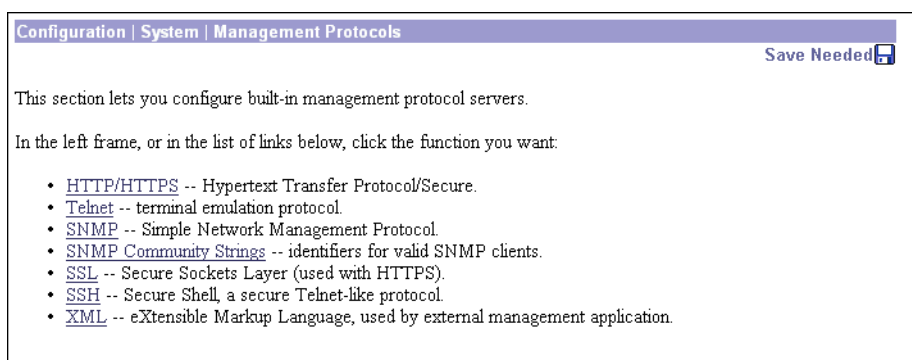 Configuration | System | Management Protocols
Save Needed
This section lets you configure built-in management protocol servers.
In the left frame, or in the list of links below, click the function you want:
• HTTP/HTTPS -- Hypertext Transfer Protocol/Secure.
• Telnet -- terminal emulation protocol.
• SNMP -- Simple Network Management Protocol.
• SNMP Community Strings -- identifiers for valid SNMP clients.
• SSL -- Secure Sockets Layer (used with HTTPS).
• SSH -- Secure Shell, a secure Telnet-like protocol.
• XML -- eXtensible Markup Language, used by external management application.